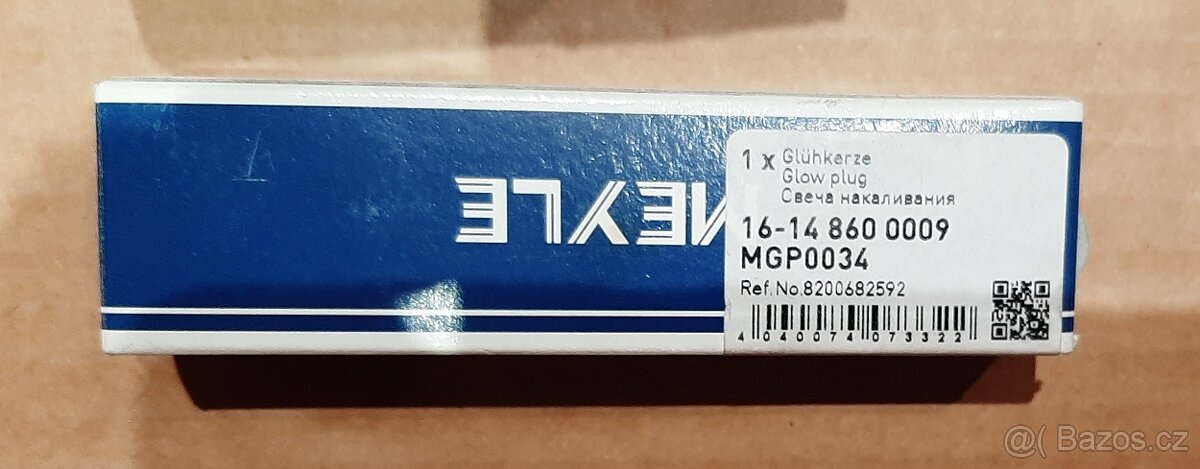 MEYLE
1 x Glühkerze
Glow plug
Свеча накаливания
16-14 860 0009
MGP0034
Ref. No.8200682592
4 040074 073322
@( Bazos.cz